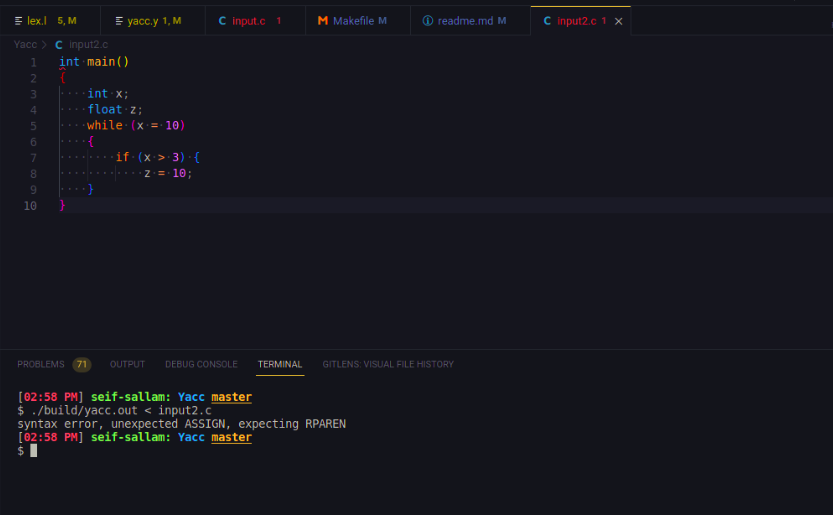 lex.l 5, M yacc.y 1, M C input.c 1 M Makefile M readme.md M C input2.c 1
Yacc > C input2.c
1 int main()
2 {
3 int x;
4 float z;
5 while (x = 10)
6 {
7 if (x > 3) {
8 z = 10;
9 }
10 }
PROBLEMS 71 OUTPUT DEBUG CONSOLE TERMINAL GITLENS: VISUAL FILE HISTORY
[02:58 PM] seif-sallam: Yacc master
$ ./build/yacc.out < input2.c
syntax error, unexpected ASSIGN, expecting RPAREN
[02:58 PM] seif-sallam: Yacc master
$